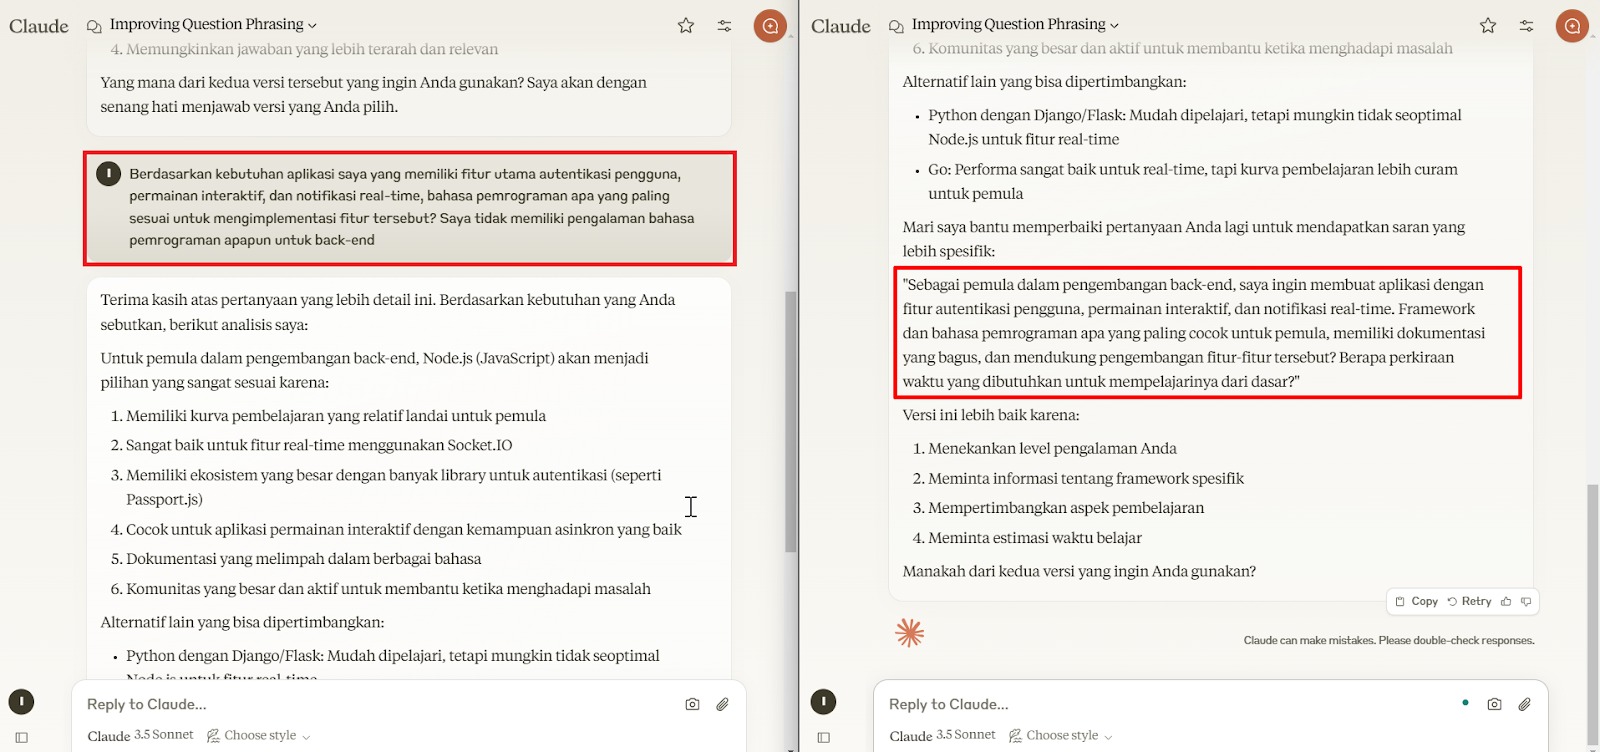 Claude
Improving Question Phrasing
4. Memungkinkan jawaban yang lebih terarah dan relevan
Yang mana dari kedua versi tersebut yang ingin Anda gunakan? Saya akan dengan
senang hati menjawab versi yang Anda pilih.
I
Berdasarkan kebutuhan aplikasi saya yang memiliki fitur utama autentikasi pengguna,
permainan interaktif, dan notifikasi real-time, bahasa pemrograman apa yang paling
sesuai untuk mengimplementasi fitur tersebut? Saya tidak memiliki pengalaman bahasa
pemrograman apapun untuk back-end
Terima kasih atas pertanyaan yang lebih detail ini. Berdasarkan kebutuhan yang Anda
sebutkan, berikut analisis saya:
Untuk pemula dalam pengembangan back-end, Node.js (JavaScript) akan menjadi
pilihan yang sangat sesuai karena:
1. Memiliki kurva pembelajaran yang relatif landai untuk pemula
2. Sangat baik untuk fitur real-time menggunakan Socket.IO
3. Memiliki ekosistem yang besar dengan banyak library untuk autentikasi (seperti
Passport.js)
4. Cocok untuk aplikasi permainan interaktif dengan kemampuan asinkron yang baik
5. Dokumentasi yang melimpah dalam berbagai bahasa
6. Komunitas yang besar dan aktif untuk membantu ketika menghadapi masalah
Alternatif lain yang bisa dipertimbangkan:
• Python dengan Django/Flask: Mudah dipelajari, tetapi mungkin tidak seoptimal
Node.js untuk fitur real-time
I
Reply to Claude...
Claude 3.5 Sonnet Choose style
Claude
Improving Question Phrasing
6. Komunitas yang besar dan aktif untuk membantu ketika menghadapi masalah
Alternatif lain yang bisa dipertimbangkan:
• Python dengan Django/Flask: Mudah dipelajari, tetapi mungkin tidak seoptimal
Node.js untuk fitur real-time
• Go: Performa sangat baik untuk real-time, tapi kurva pembelajaran lebih curam
untuk pemula
Mari saya bantu memperbaiki pertanyaan Anda lagi untuk mendapatkan saran yang
lebih spesifik:
"Sebagai pemula dalam pengembangan back-end, saya ingin membuat aplikasi dengan
fitur autentikasi pengguna, permainan interaktif, dan notifikasi real-time. Framework
dan bahasa pemrograman apa yang paling cocok untuk pemula, memiliki dokumentasi
yang bagus, dan mendukung pengembangan fitur-fitur tersebut? Berapa perkiraan
waktu yang dibutuhkan untuk mempelajarinya dari dasar?"
Versi ini lebih baik karena:
1. Menekankan level pengalaman Anda
2. Meminta informasi tentang framework spesifik
3. Mempertimbangkan aspek pembelajaran
4. Meminta estimasi waktu belajar
Manakah dari kedua versi yang ingin Anda gunakan?
Copy Retry
Claude can make mistakes. Please double-check responses.
I
Reply to Claude...
Claude 3.5 Sonnet Choose style